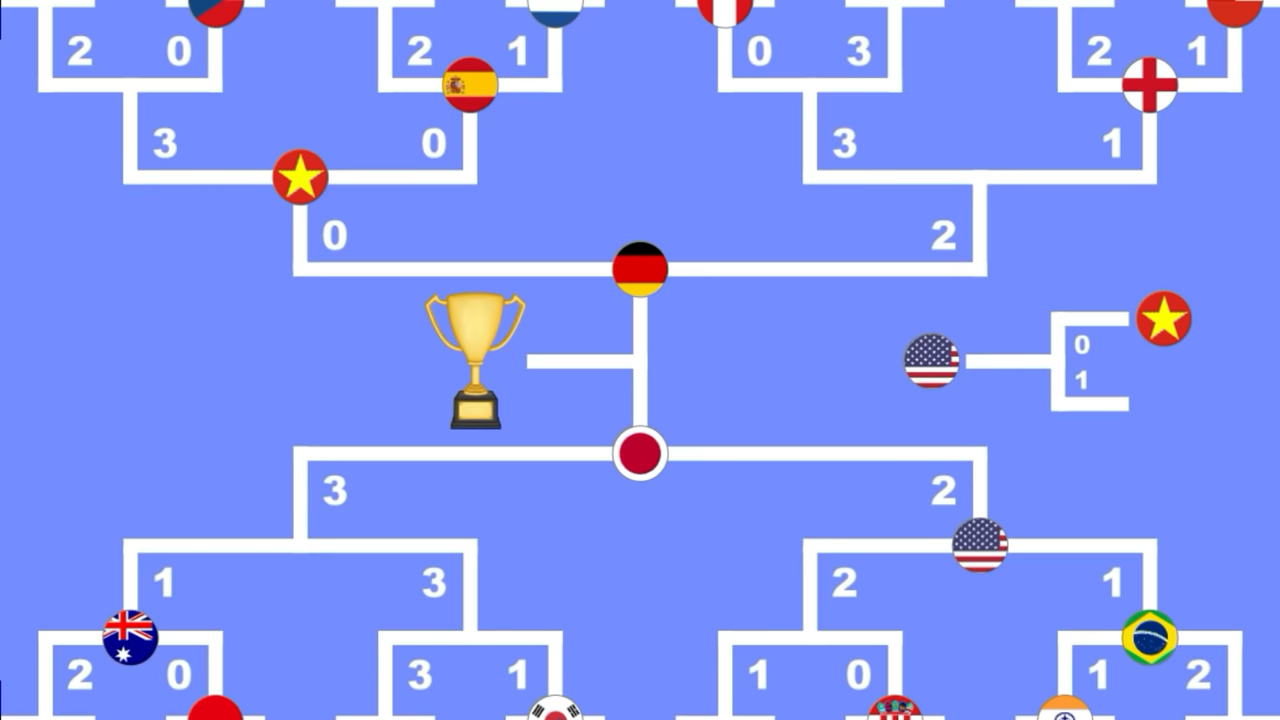 2 0 2 1 0 3 2 1
3 0 3 1
0 2
0
1
3 2
1 3 2 1
2 0 3 1 1 0 1 2